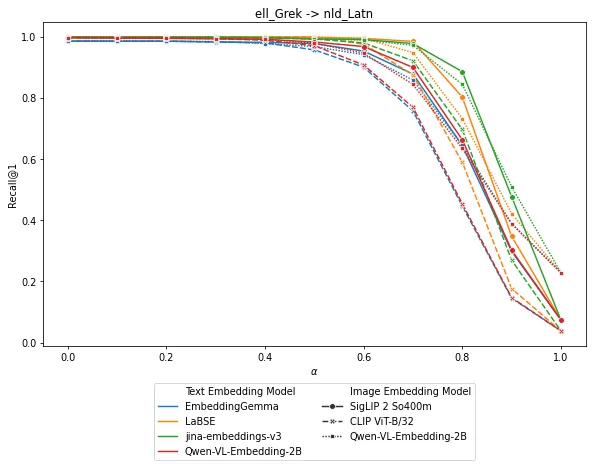 ell_Grek -> nld_Latn
Recall@1
1.0
0.8
0.6
0.4
0.2
0.0
0.0 0.2 0.4 0.6 0.8 1.0
α
Text Embedding Model Image Embedding Model
EmbeddingGemma SigLIP 2 So400m
LaBSE CLIP ViT-B/32
jina-embeddings-v3 Qwen-VL-Embedding-2B
Qwen-VL-Embedding-2B